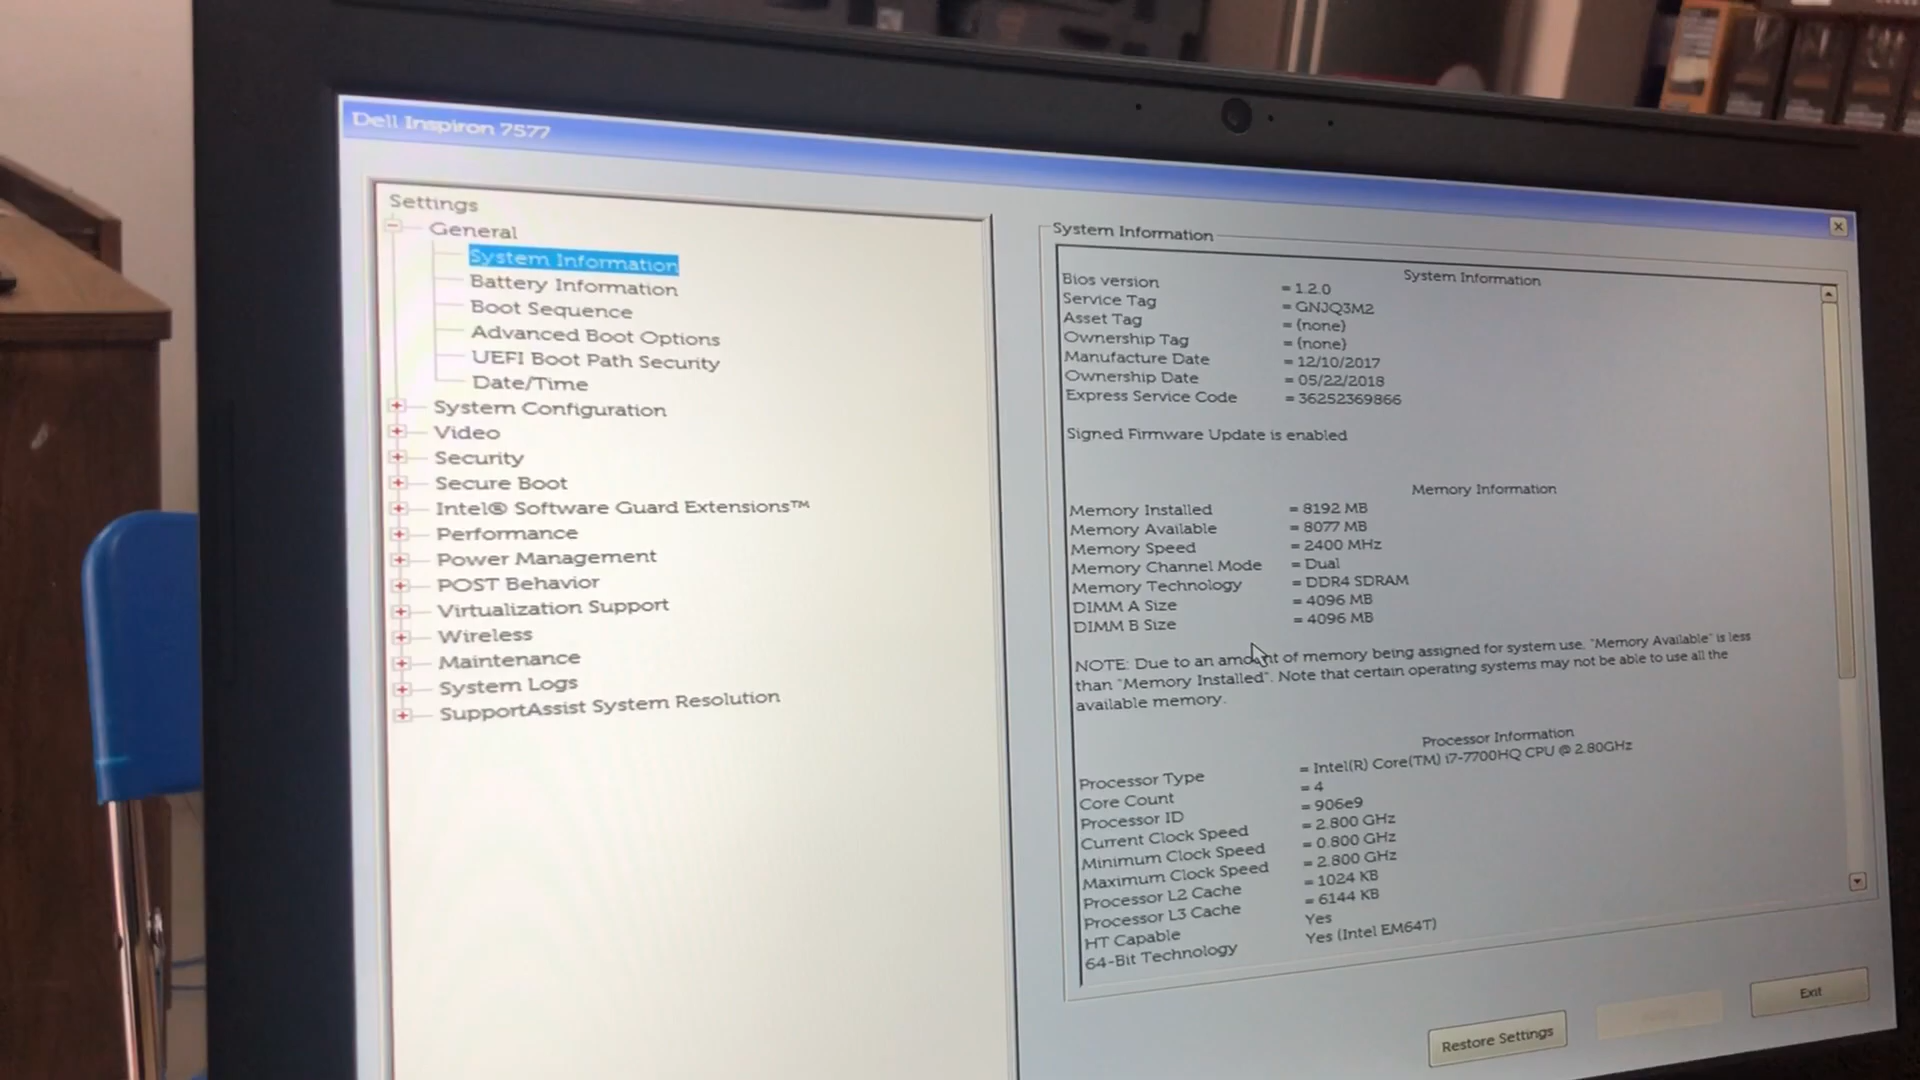 Dell Inspiron 7577
Settings
General
System Information
Battery Information
Boot Sequence
Advanced Boot Options
UEFI Boot Path Security
Date/Time
System Configuration
Video
Security
Secure Boot
Intel® Software Guard Extensions™
Performance
Power Management
POST Behavior
Virtualization Support
Wireless
Maintenance
System Logs
SupportAssist System Resolution
System Information
System Information
Bios version = 1.2.0
Service Tag = GNJQ3M2
Asset Tag = (none)
Ownership Tag = (none)
Manufacture Date = 12/10/2017
Ownership Date = 05/22/2018
Express Service Code = 36252369866
Signed Firmware Update is enabled
Memory Information
Memory Installed = 8192 MB
Memory Available = 8077 MB
Memory Speed = 2400 MHz
Memory Channel Mode = Dual
Memory Technology = DDR4 SDRAM
DIMM A Size = 4096 MB
DIMM B Size = 4096 MB
NOTE: Due to an amount of memory being assigned for system use, "Memory Available" is less
than "Memory Installed". Note that certain operating systems may not be able to use all the
available memory.
Processor Information
Processor Type = Intel(R) Core(TM) i7-7700HQ CPU @ 2.80GHz
Core Count = 4
Processor ID = 906e9
Current Clock Speed = 2.800 GHz
Minimum Clock Speed = 0.800 GHz
Maximum Clock Speed = 2.800 GHz
Processor L2 Cache = 1024 KB
Processor L3 Cache = 6144 KB
HT Capable Yes
64-Bit Technology Yes (Intel EM64T)
Restore Settings
Exit